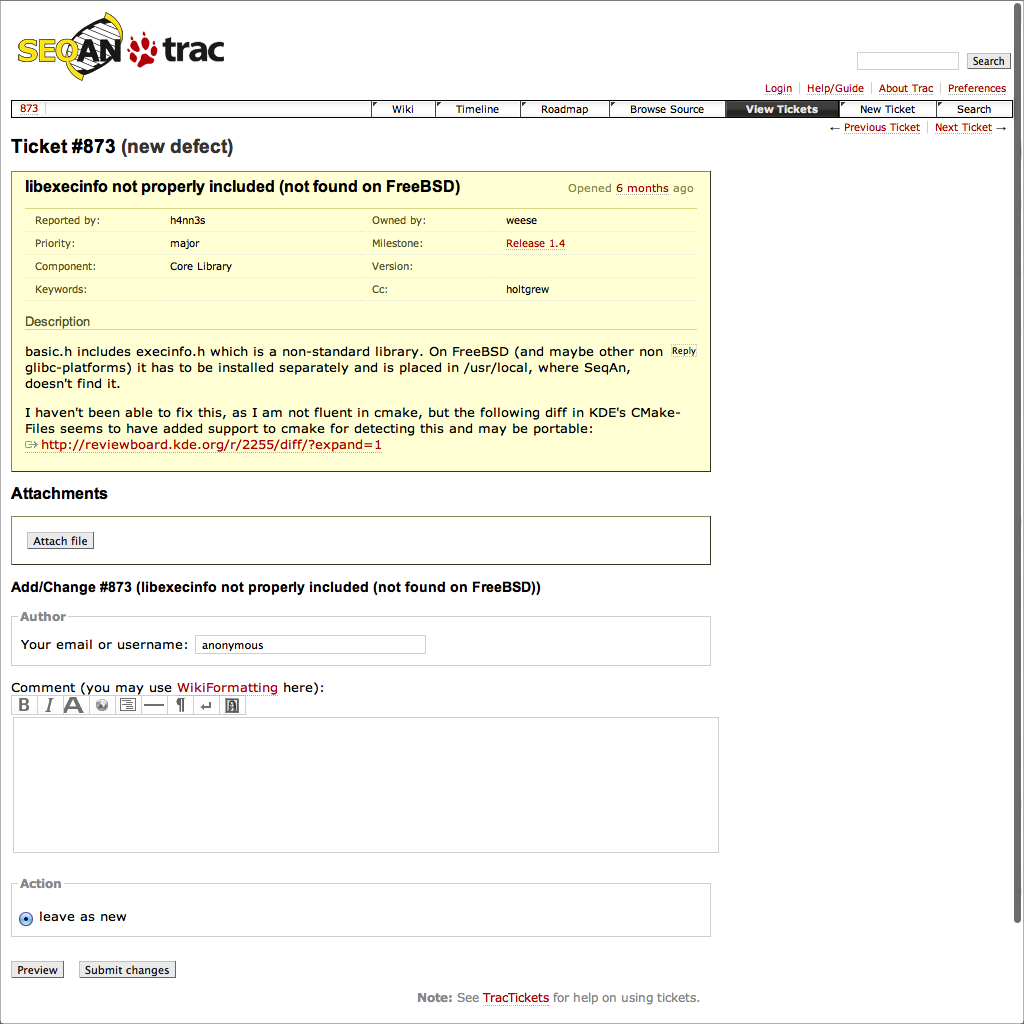 SEQAN trac
Search
Login Help/Guide About Trac Preferences
873 Wiki Timeline Roadmap Browse Source View Tickets New Ticket Search
← Previous Ticket Next Ticket →
Ticket #873 (new defect)
libexecinfo not properly included (not found on FreeBSD) Opened 6 months ago
Reported by: h4nn3s Owned by: weese
Priority: major Milestone: Release 1.4
Component: Core Library Version:
Keywords: Cc: holtgrew
Description
basic.h includes execinfo.h which is a non-standard library. On FreeBSD (and maybe other non Reply
glibc-platforms) it has to be installed separately and is placed in /usr/local, where SeqAn,
doesn't find it.
I haven't been able to fix this, as I am not fluent in cmake, but the following diff in KDE's CMake-
Files seems to have added support to cmake for detecting this and may be portable:
http://reviewboard.kde.org/r/2255/diff/?expand=1
Attachments
Attach file
Add/Change #873 (libexecinfo not properly included (not found on FreeBSD))
Author
Your email or username: anonymous
Comment (you may use WikiFormatting here):
B I A ¶ ↵
Action
leave as new
Preview Submit changes
Note: See TracTickets for help on using tickets.